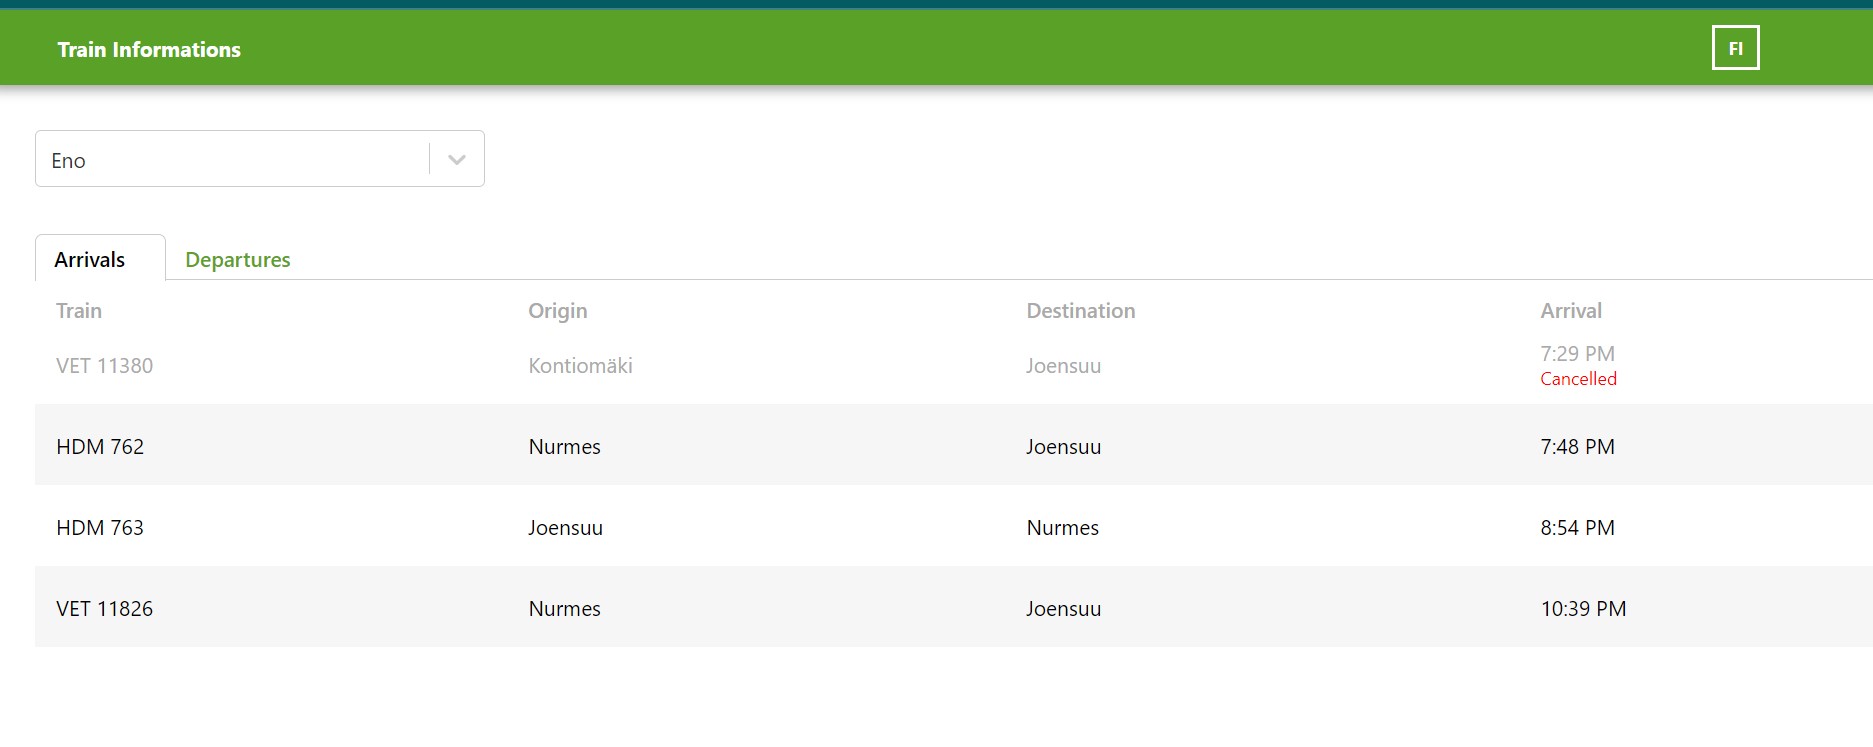 Train Informations FI
Eno
Arrivals Departures
Train Origin Destination Arrival
VET 11380 Kontiomäki Joensuu 7:29 PM
Cancelled
HDM 762 Nurmes Joensuu 7:48 PM
HDM 763 Joensuu Nurmes 8:54 PM
VET 11826 Nurmes Joensuu 10:39 PM